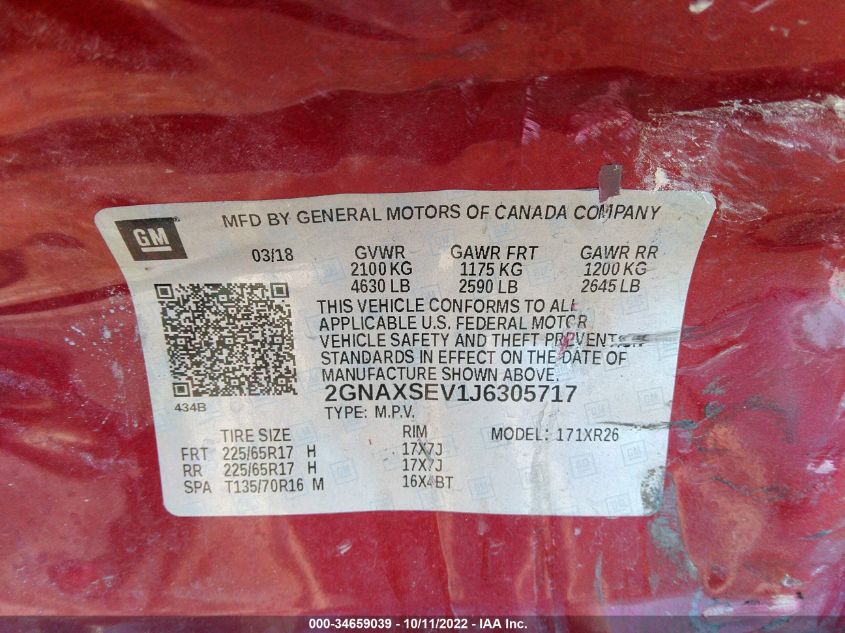 GM
MFD BY GENERAL MOTORS OF CANADA COMPANY
03/18 GVWR GAWR FRT GAWR RR
2100 KG 1175 KG 1200 KG
4630 LB 2590 LB 2645 LB
THIS VEHICLE CONFORMS TO ALL
APPLICABLE U.S. FEDERAL MOTOR
VEHICLE SAFETY AND THEFT PREVENTION
STANDARDS IN EFFECT ON THE DATE OF
MANUFACTURE SHOWN ABOVE.
434B
2GNAXSEV1J6305717
TYPE: M.P.V.
TIRE SIZE RIM MODEL: 171XR26
FRT 225/65R17 H 17X7J
RR 225/65R17 H 17X7J
SPA T135/70R16 M 16X4BT
000-34659039 - 10/11/2022 - IAA Inc.